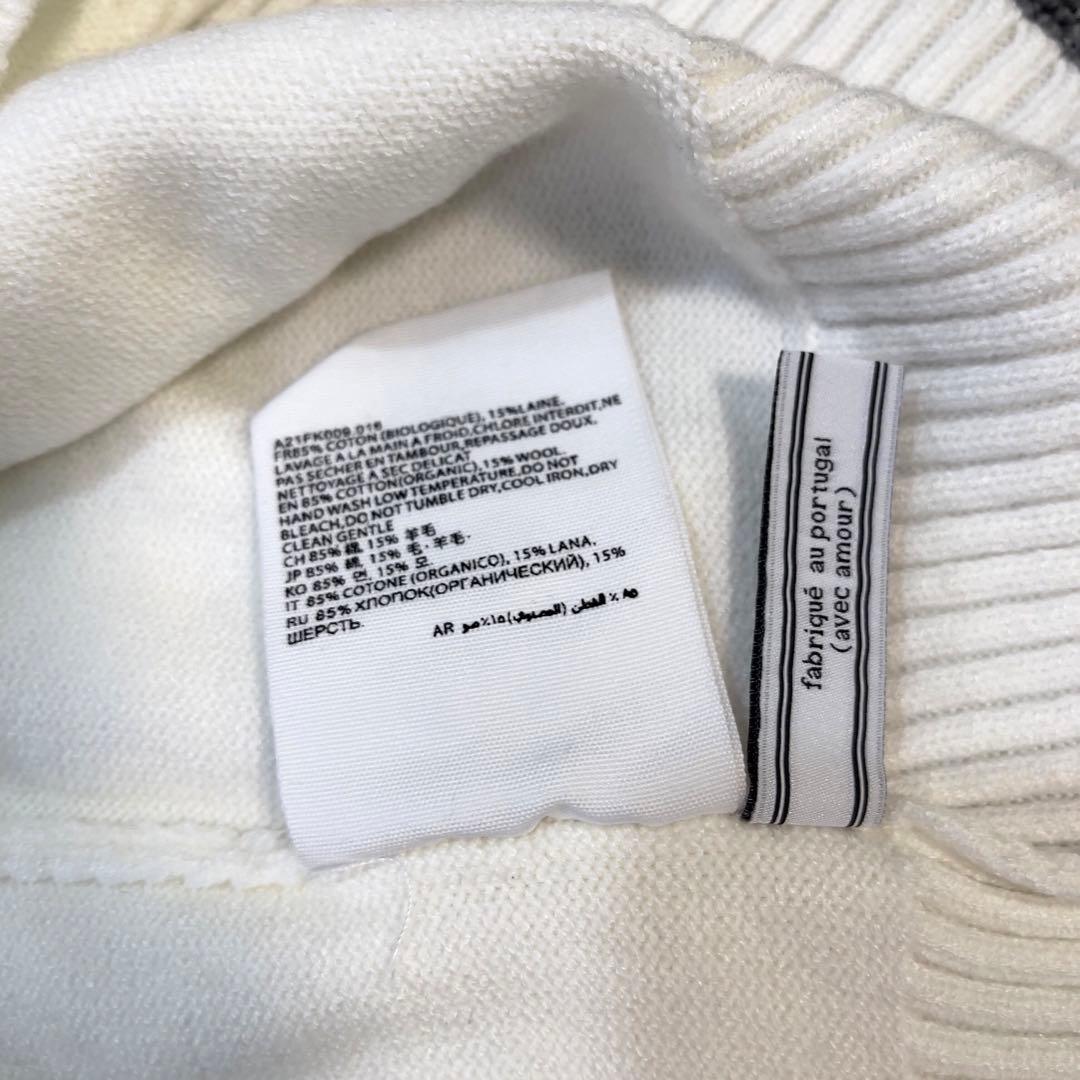 A21FK009.018
FR85% COTON (BIOLOGIQUE), 15%LAINE.
LAVAGE A LA MAIN A FROID,CHLORE INTERDIT,NE
PAS SECHER EN TAMBOUR,REPASSAGE DOUX.
NETTOYAGE A SEC DELICAT
EN 85% COTTON(ORGANIC), 15% WOOL.
HAND WASH LOW TEMPERATURE.DO NOT
BLEACH,DO NOT TUMBLE DRY,COOL IRON,DRY
CLEAN GENTLE
CH 85% 15% 羊毛
JP 85% 15% 毛·羊毛·
KO 85% 면 15% 모.
IT 85% COTONE (ORGANICO), 15% LANA.
RU 85% ХЛОПОК(ОРГАНИЧЕСКИЙ), 15%
ШЕРСТЬ.
AR ٨٥ ٪ القطن ١٥٪
fabriqué au portugal
(avec amour)